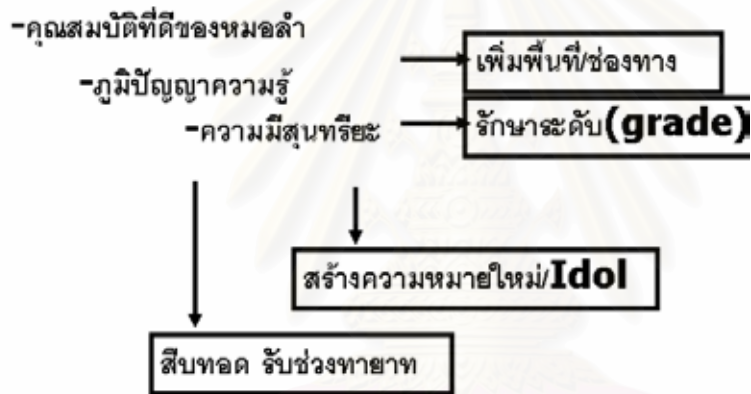 -คุณสมบัติที่ดีของหมอลำ
เพิ่มพื้นที่/ช่องทาง
-ภูมิปัญญาความรู้
-ความมีสุนทรียะ
รักษาระดับ(grade)
สร้างความหมายใหม่/Idol
สืบทอด รับช่วงทายาท